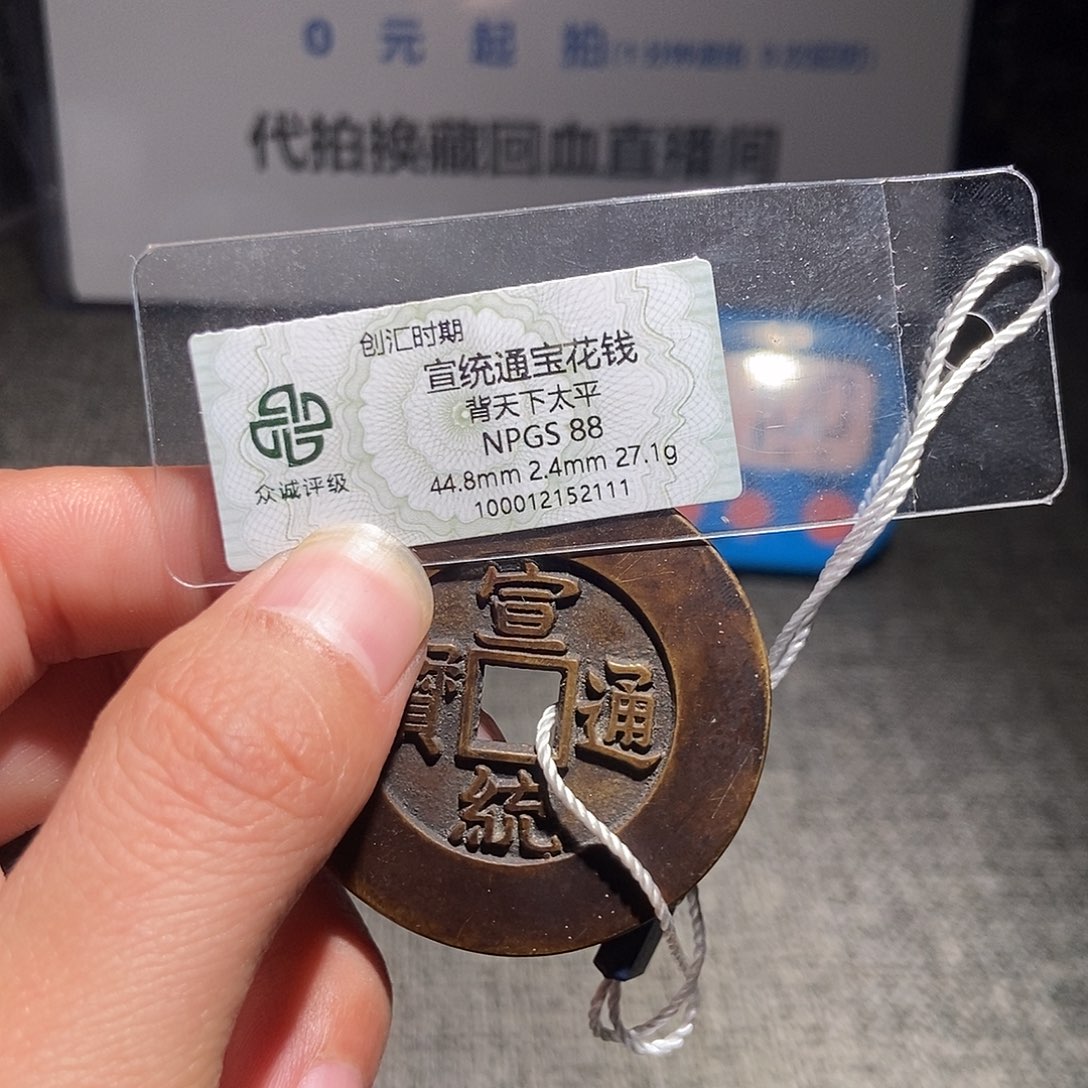 0 元 起 拍
代拍换藏回血直播间
创汇时期
宣统通宝花钱
背天下太平
NPGS 88
44.8mm 2.4mm 27.1g
100012152111
众诚评级
宣
寶 通
統